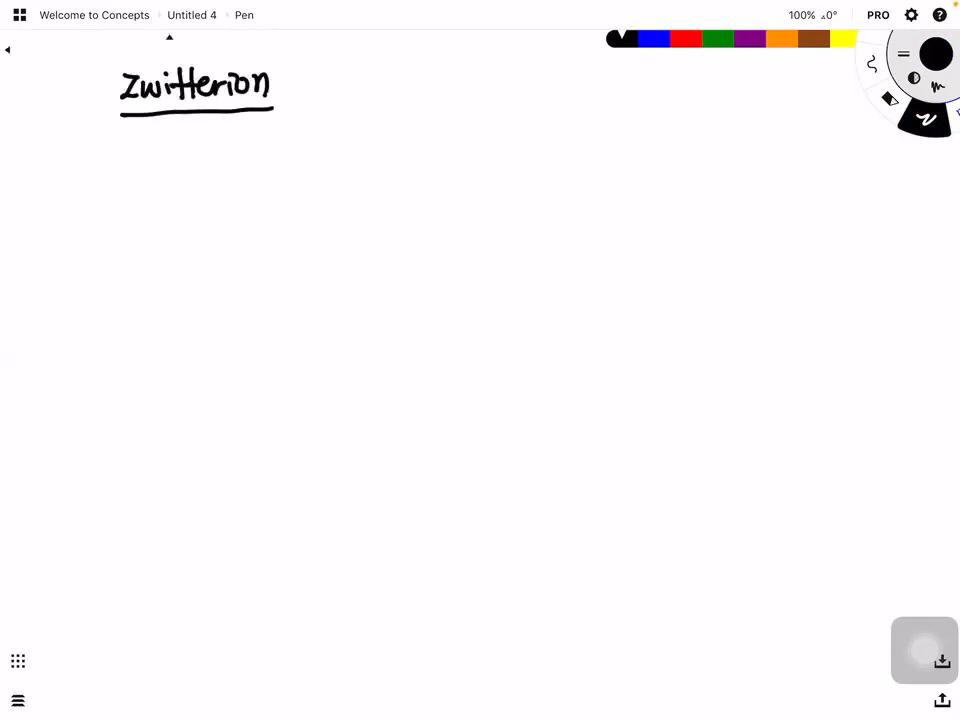 Welcome to Concepts › Untitled 4 › Pen
100% ⊿0° PRO ?
Zwitterion